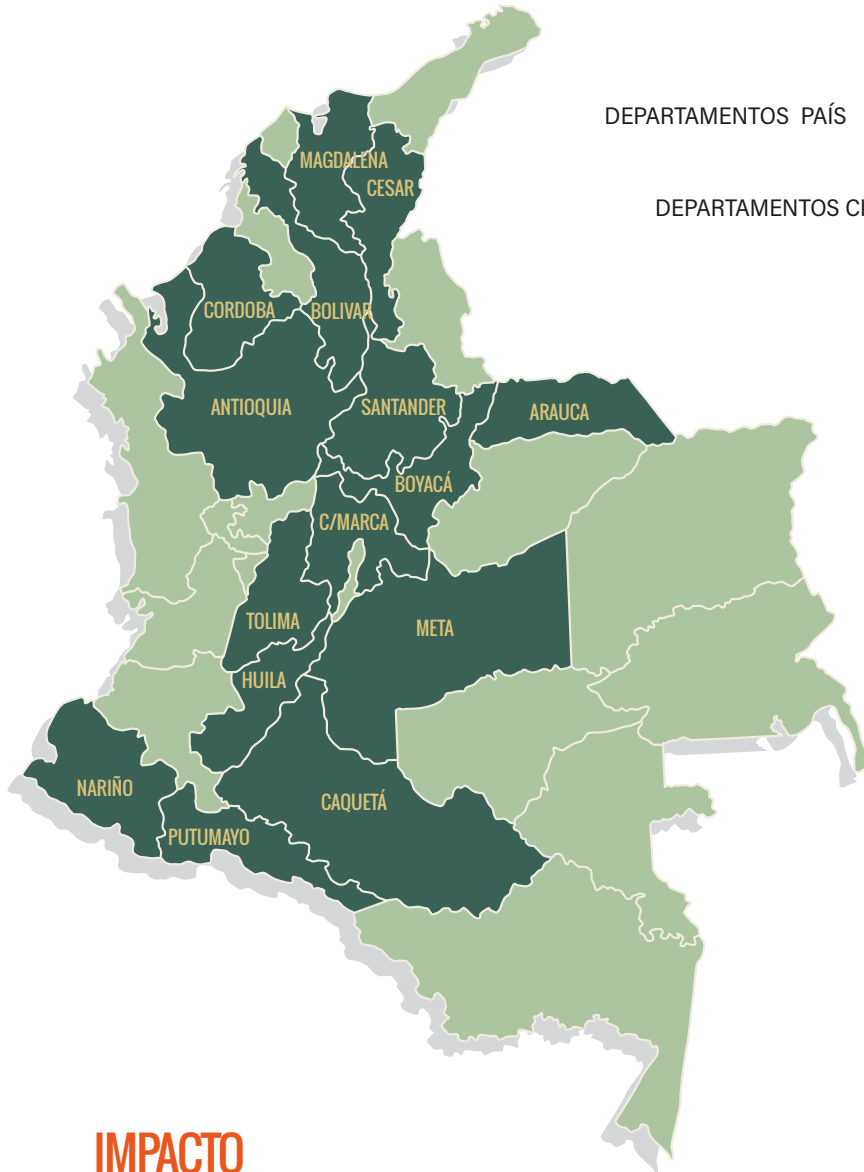 DEPARTAMENTOS PAÍS
MAGDALENA
CESAR
DEPARTAMENTOS CI
CORDOBA
BOLIVAR
ANTIOQUIA
SANTANDER
ARAUCA
BOYACÁ
C/MARCA
TOLIMA
META
HUILA
NARIÑO
CAQUETÁ
PUTUMAYO
IMPACTO